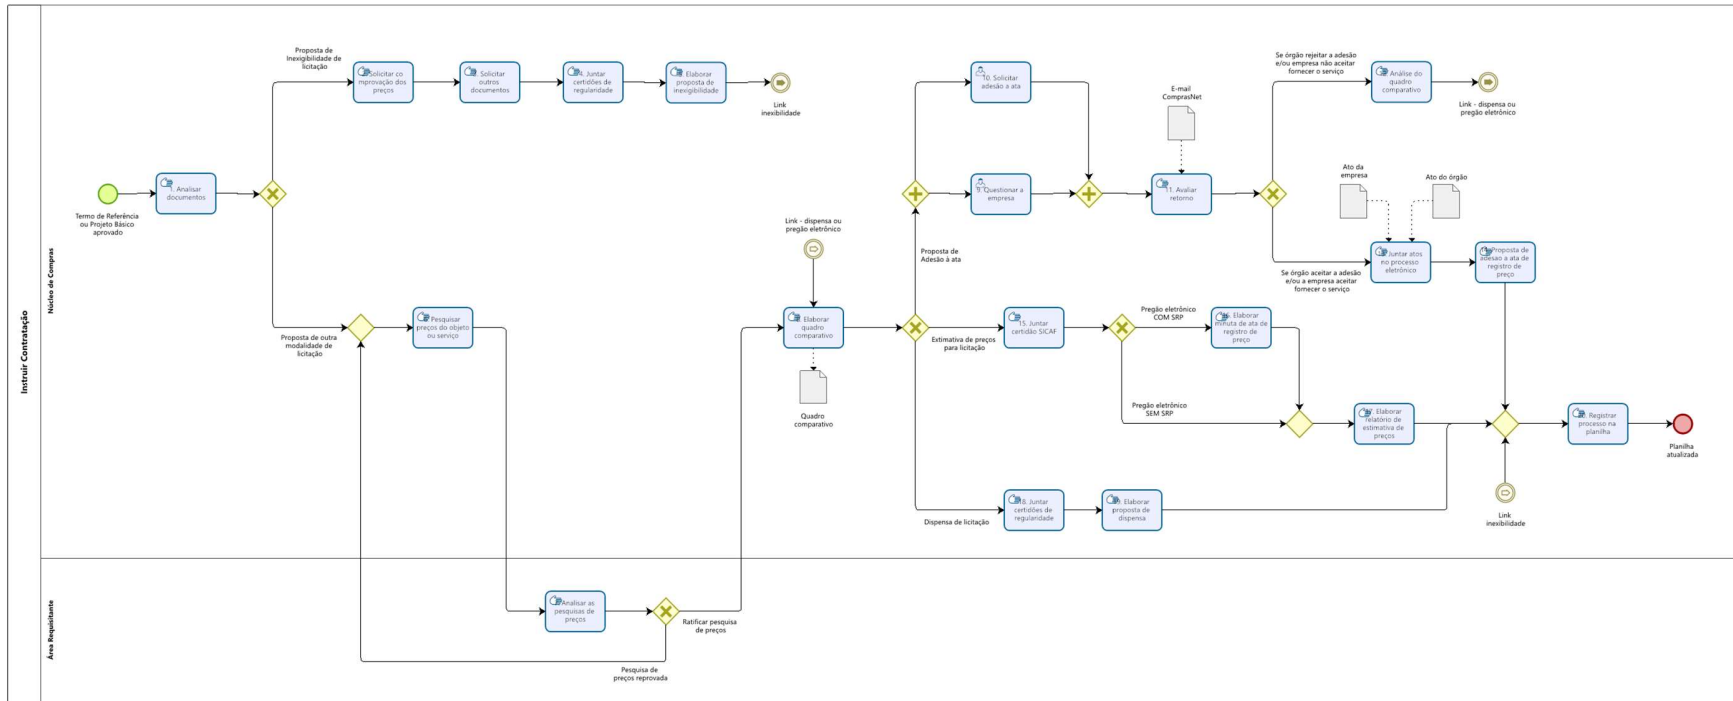 Instruir Contratação
Núcleo de Compras
Área Requisitante
Termo de Referência
ou Projeto Básico
aprovado
1. Analisar
documentos
Proposta de
Inexigibilidade de
licitação
Solicitar co
mprovação dos
preços
Solicitar
outros
documentos
4. Juntar
certidões de
regularidade
Elaborar
proposta de
inexigibilidade
Link
inexibilidade
Proposta de outra
modalidade de
licitação
Pesquisar
preços do objeto
ou serviço
Analisar as
pesquisas de
preços
Ratificar pesquisa
de preços
Pesquisa de
preços reprovada
Link - dispensa ou
pregão eletrônico
Elaborar
quadro
comparativo
Quadro
comparativo
Proposta de
Adesão à ata
10. Solicitar
adesão a ata
9. Questionar a
empresa
E-mail
ComprasNet
11. Avaliar
retorno
Se órgão rejeitar a adesão
e/ou empresa não aceitar
fornecer o serviço
Análise do
quadro
comparativo
Link - dispensa ou
pregão eletrônico
Ato da
empresa
Ato do órgão
Se órgão aceitar a adesão
e/ou a empresa aceitar
fornecer o serviço
Juntar atos
no processo
eletrônico
Proposta de
adesao a ata de
registro de
preço
Extimativa de preços
para licitação
15. Juntar
certidão SICAF
Pregão eletrônico
COM SRP
Elaborar
minuta de ata de
registro de
preço
Pregão eletrônico
SEM SRP
Elaborar
relatório de
estimativa de
preços
Dispensa de licitação
18. Juntar
certidões de
regularidade
Elaborar
proposta de
dispensa
Link
inexibilidade
Registrar
processo na
planilha
Planilha
atualizada